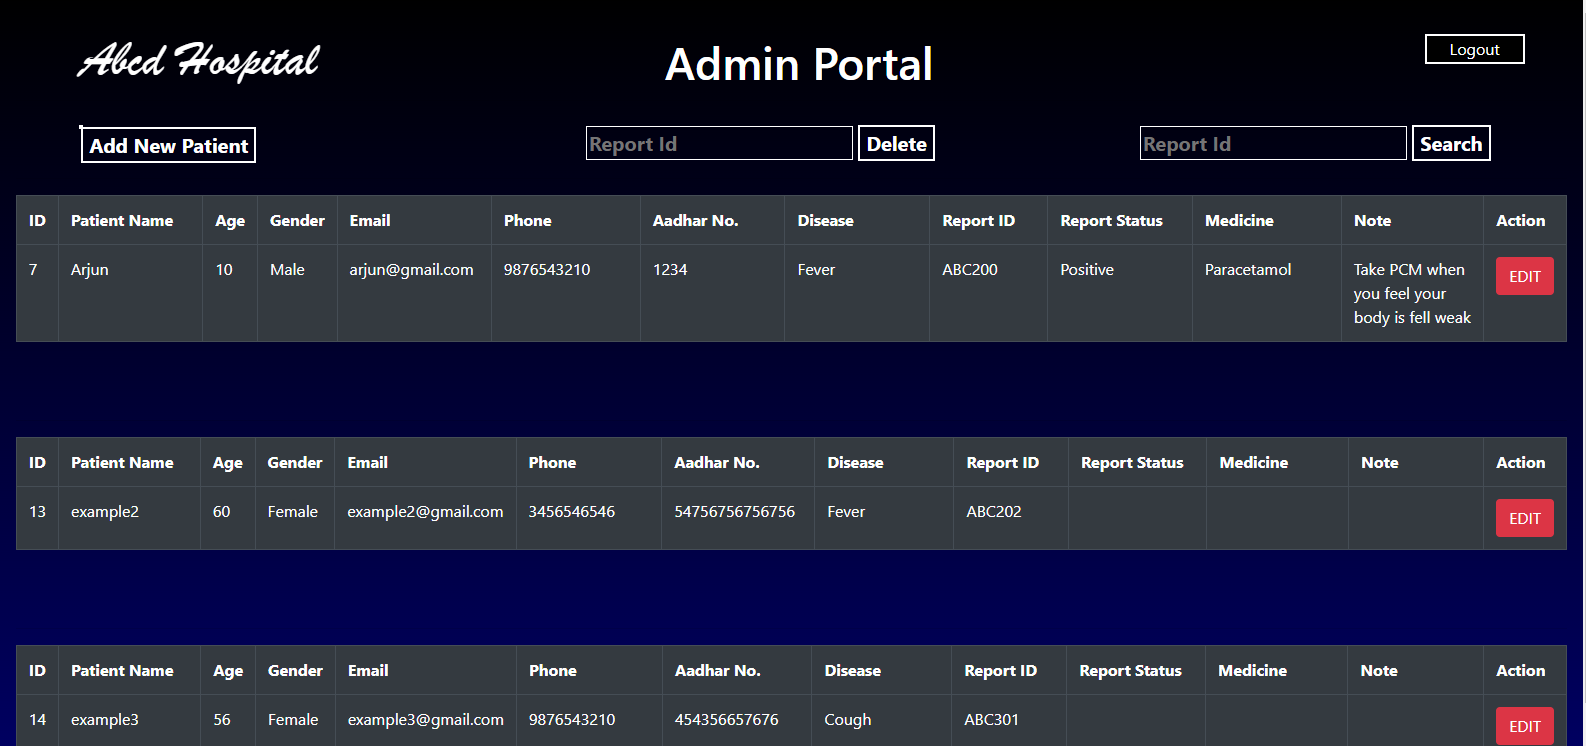 Abcd Hospital
Admin Portal
Logout
Add New Patient
Report Id Delete
Report Id Search
ID Patient Name Age Gender Email Phone Aadhar No. Disease Report ID Report Status Medicine Note Action
7 Arjun 10 Male arjun@gmail.com 9876543210 1234 Fever ABC200 Positive Paracetamol Take PCM when EDIT
you feel your
body is fell weak
ID Patient Name Age Gender Email Phone Aadhar No. Disease Report ID Report Status Medicine Note Action
13 example2 60 Female example2@gmail.com 3456546546 54756756756756 Fever ABC202 EDIT
ID Patient Name Age Gender Email Phone Aadhar No. Disease Report ID Report Status Medicine Note Action
14 example3 56 Female example3@gmail.com 9876543210 454356657676 Cough ABC301 EDIT